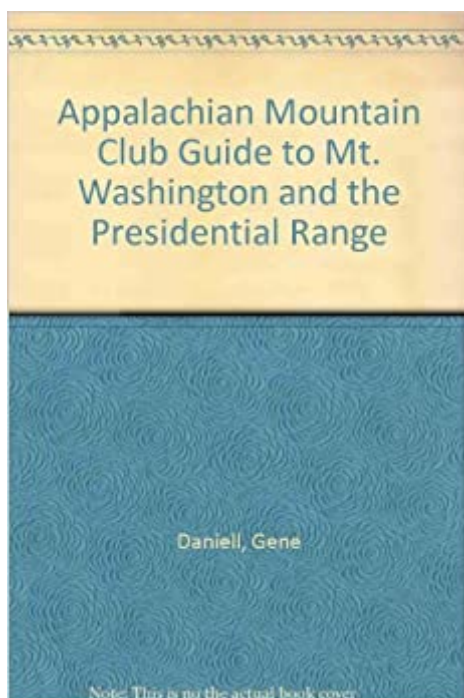 Appalachian Mountain
Club Guide to Mt.
Washington and the
Presidential Range
Daniell, Gene
Note: This is no the actual book cover